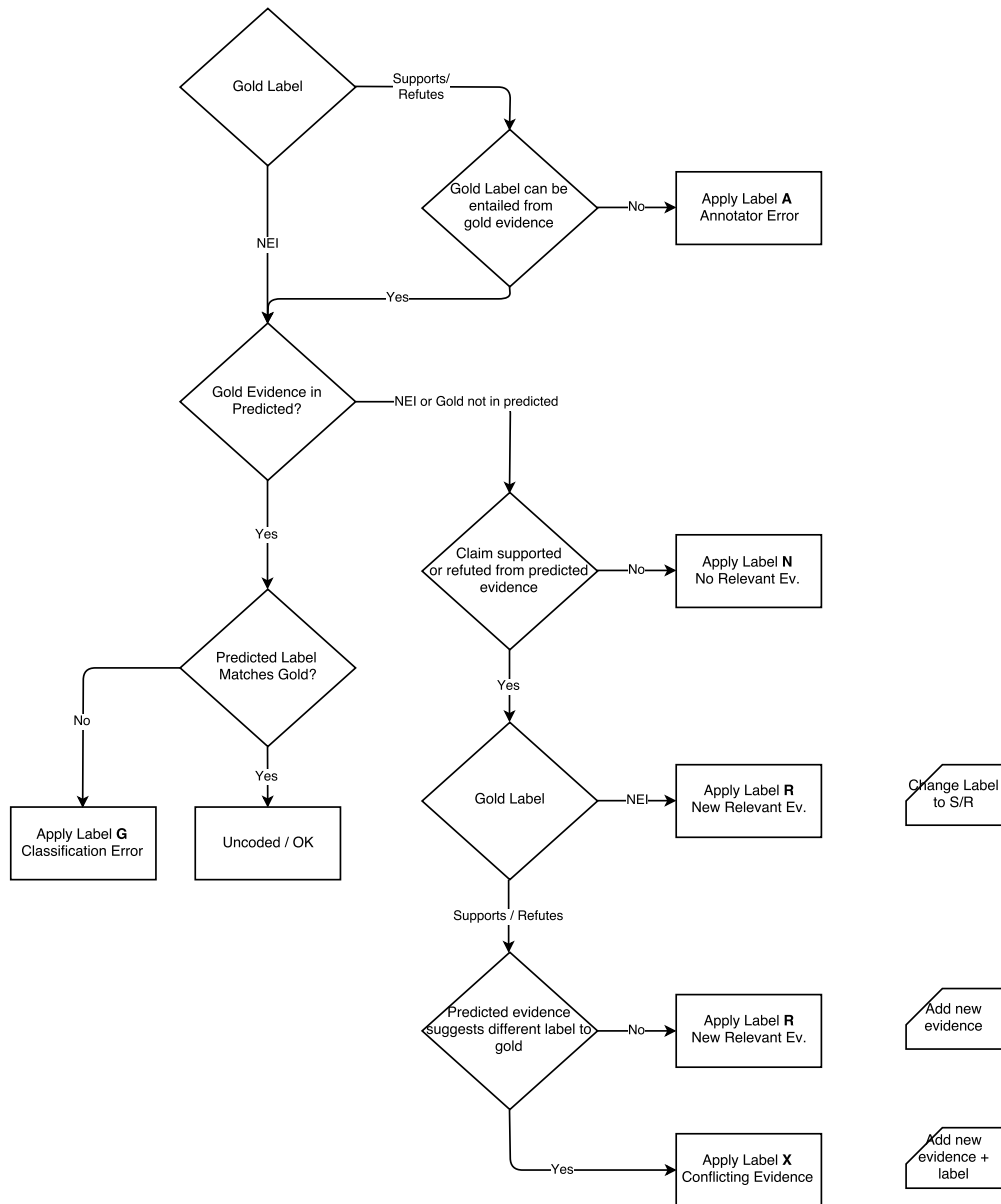 Gold Label
Supports/
Refutes
Gold Label can be
entailed from
gold evidence
No
Apply Label A
Annotator Error
NEI
Yes
Gold Evidence in
Predicted?
NEI or Gold not in predicted
Yes
Claim supported
or refuted from predicted
evidence
No
Apply Label N
No Relevant Ev.
Predicted Label
Matches Gold?
Yes
No
Yes
Gold Label
NEI
Apply Label R
New Relevant Ev.
Change Label
to S/R
Apply Label G
Classification Error
Uncoded / OK
Supports / Refutes
Predicted evidence
suggests different label to
gold
No
Apply Label R
New Relevant Ev.
Add new
evidence
Yes
Apply Label X
Conflicting Evidence
Add new
evidence +
label